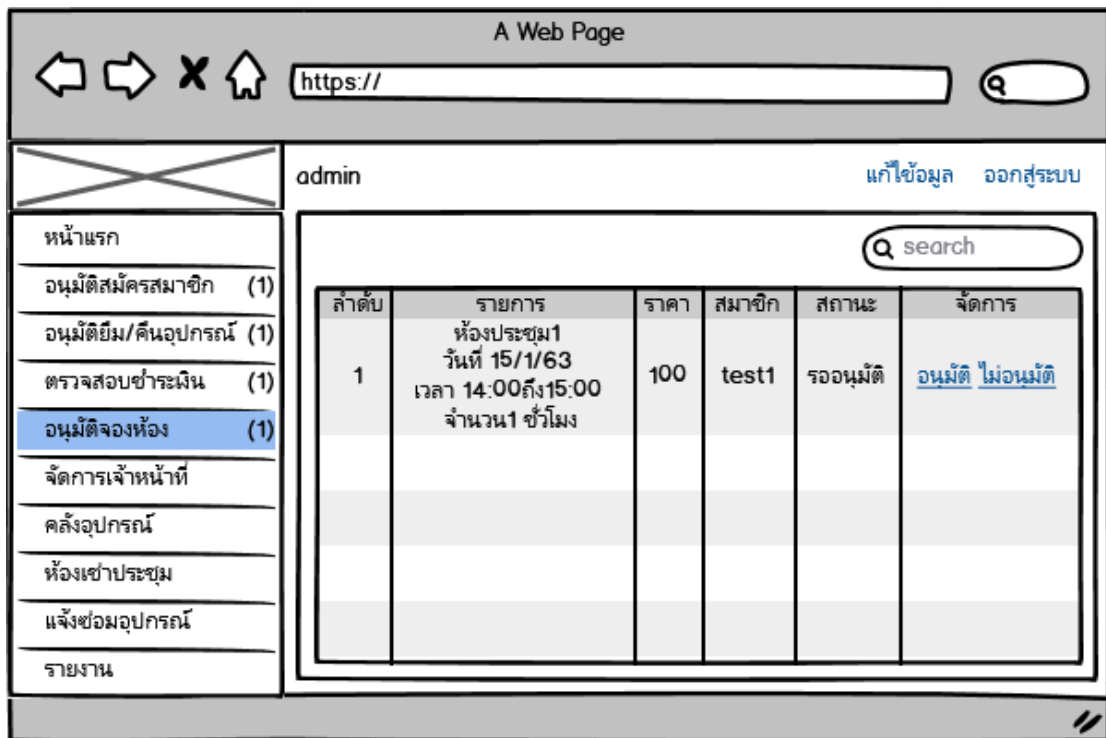 A Web Page
https://
admin
แก้ไข้อมูล ออกสู่ระบบ
หน้าแรก
อนุมัติสมัครสมาชิก (1)
อนุมัติยืม/คืนอุปกรณ์ (1)
ตรวจสอบชำระเงิน (1)
อนุมัติจองห้อง (1)
จัดการเจ้าหน้าที่
คลังอุปกรณ์
ห้องเช่าประชุม
แจ้งซ่อมอุปกรณ์
รายงาน
search
ลำดับ รายการ ราคา สมาชิก สถานะ จัดการ
ห้องประชุม1
วันที่ 15/1/63
1 เวลา 14:00ถึง15:00 100 test1 รออนุมัติ อนุมัติ ไม่อนุมัติ
จำนวน1 ชั่วโมง